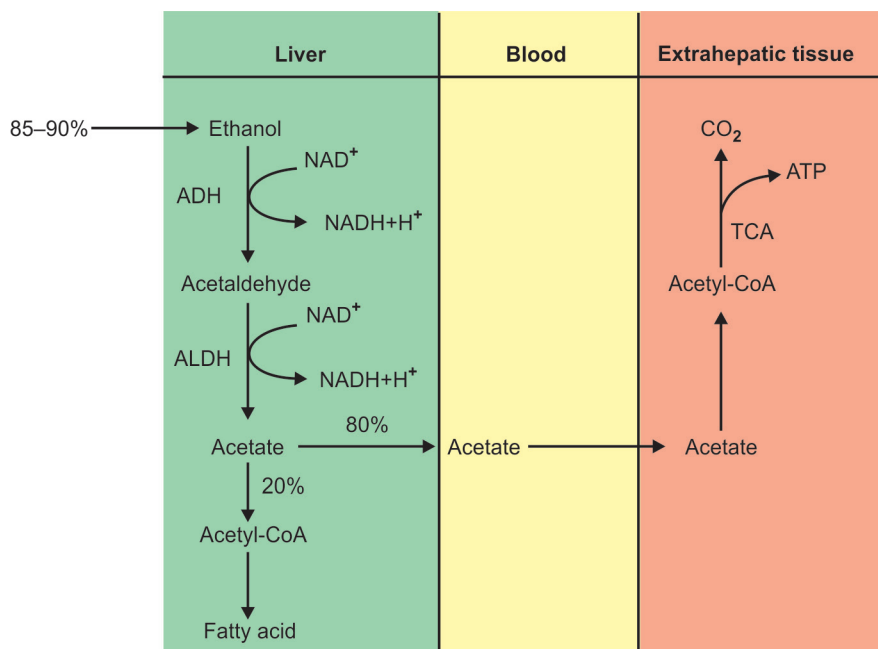 Liver
Blood
Extrahepatic tissue
85–90%
Ethanol
NAD+
ADH
NADH+H+
Acetaldehyde
NAD+
ALDH
NADH+H+
Acetate
80%
Acetate
Acetate
20%
Acetyl-CoA
Fatty acid
CO2
ATP
TCA
Acetyl-CoA